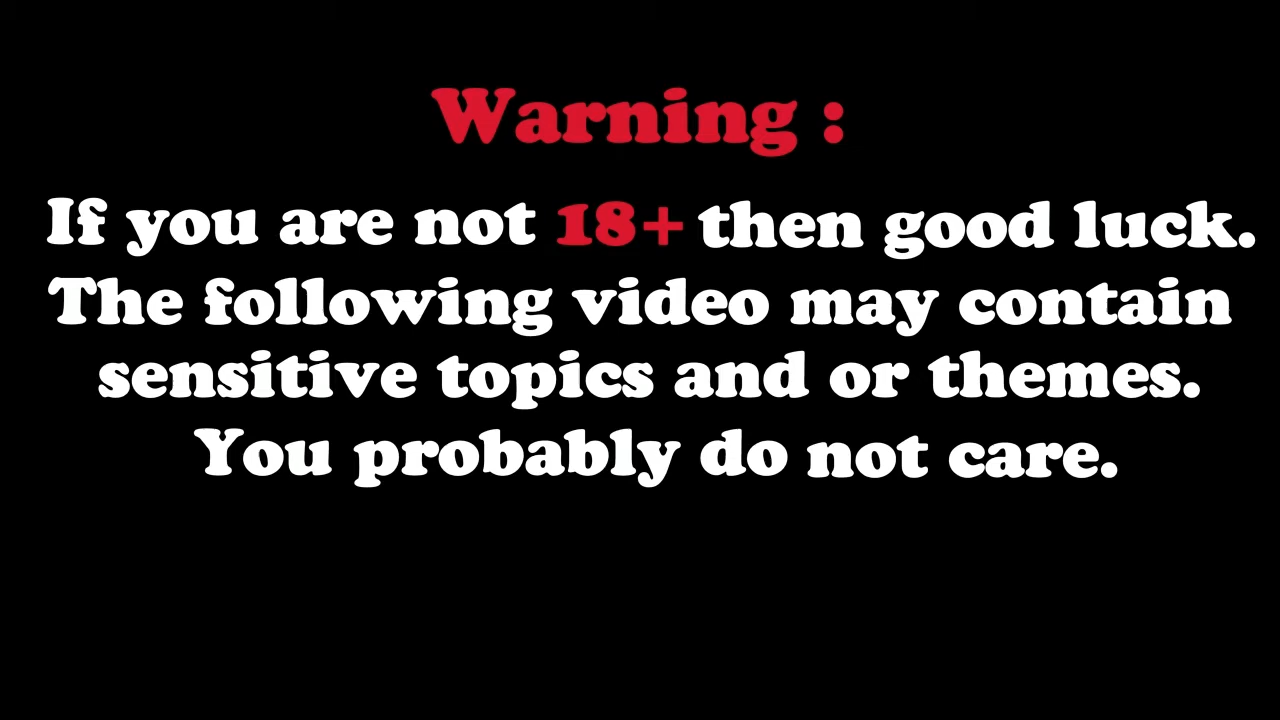 Warning :
If you are not 18+ then good luck.
The following video may contain
sensitive topics and or themes.
You probably do not care.